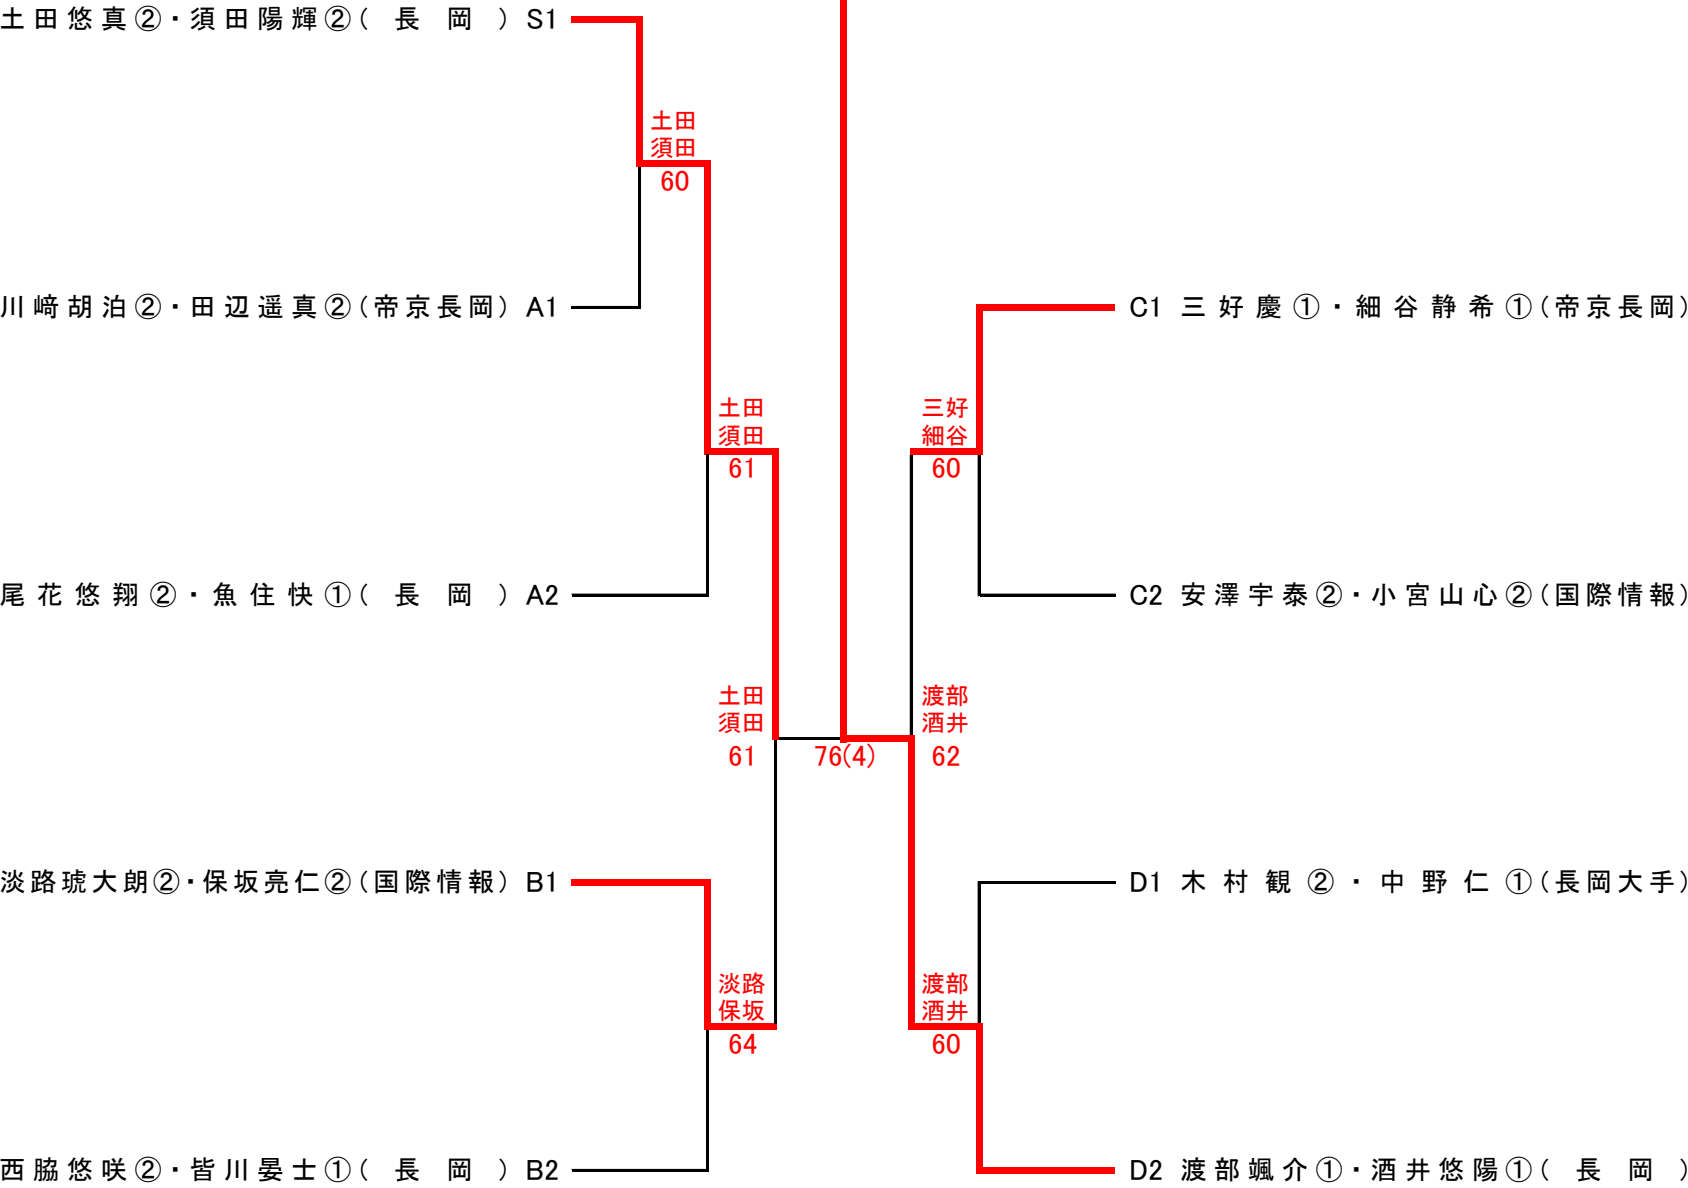 土田悠真②・須田陽輝②(長岡) S1
土田
須田
60
川﨑胡泊②・田辺遥真②(帝京長岡) A1
C1 三好慶①・細谷静希①(帝京長岡)
土田
須田
61
三好
細谷
60
尾花悠翔②・魚住快①(長岡) A2
C2 安澤宇泰②・小宮山心②(国際情報)
土田
須田
61
76(4)
渡部
酒井
62
淡路琥大朗②・保坂亮仁②(国際情報) B1
D1 木村観②・中野仁①(長岡大手)
淡路
保坂
64
渡部
酒井
60
西脇悠咲②・皆川晏士①(長岡) B2
D2 渡部颯介①・酒井悠陽①(長岡)